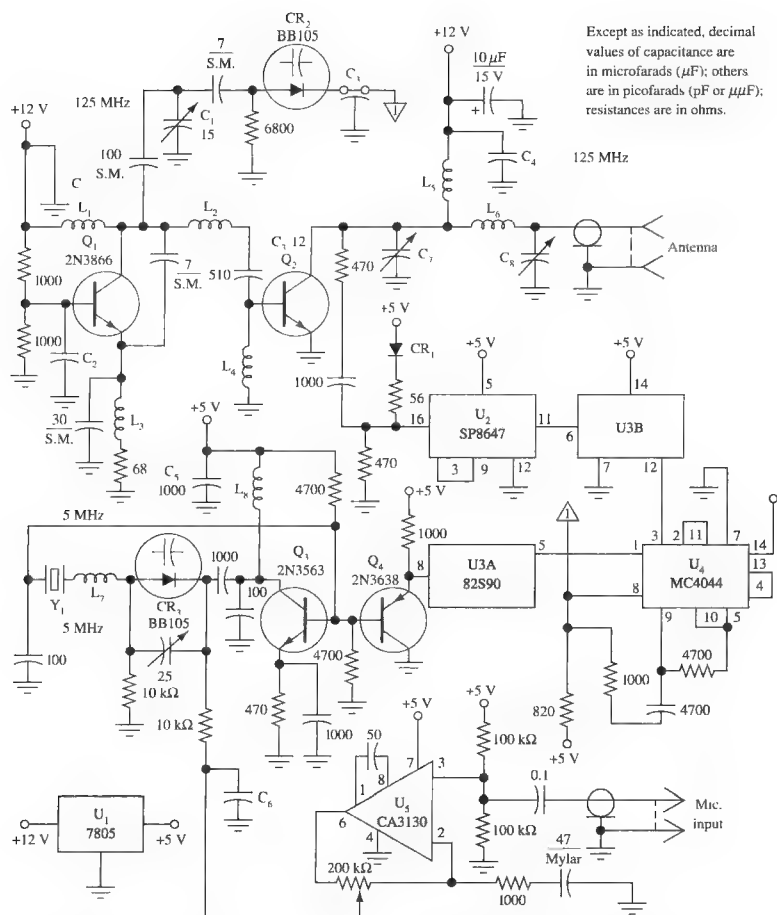 Except as indicated, decimal
values of capacitance are
in microfarads (μF); others
are in picofarads (pF or μμF);
resistances are in ohms.
CR₂
BB105
7
S.M.
C₃
1
125 MHz
C₁
15
6800
+12 V
10 μF
15 V
+
C₄
125 MHz
+12 V
100
S.M.
C
L₁
L₂
L₅
L₆
Q₁
2N3866
C₃ 12
Q₂
7
S.M.
510
470
C₇
C₈
Antenna
1000
1000
C₂
L₄
+5 V
CR₁
56
1000
+5 V
5
+5 V
14
16
U₂
SP8647
11
3
9
12
6
U3B
7
12
30
S.M.
L₃
68
+5 V
470
C₅
1000
L₈
4700
+5 V
1000
1
5 MHz
1000
Q₃
2N3563
Q₄
2N3638
8
U3A
82S90
5
3
2
11
7
14
1
U₄
MC4044
13
4
8
9
10
5
Y₁
L₇
CR₃
BB105
5 MHz
100
100
25
10 kΩ
10 kΩ
470
1000
4700
4700
1000
4700
820
+5 V
+5 V
+5 V
100 kΩ
50
1
8
7
3
U₅
CA3130
6
4
2
0.1
Mic.
input
100 kΩ
C₆
U₁
7805
+12 V
+5 V
200 kΩ
1000
47
Mylar